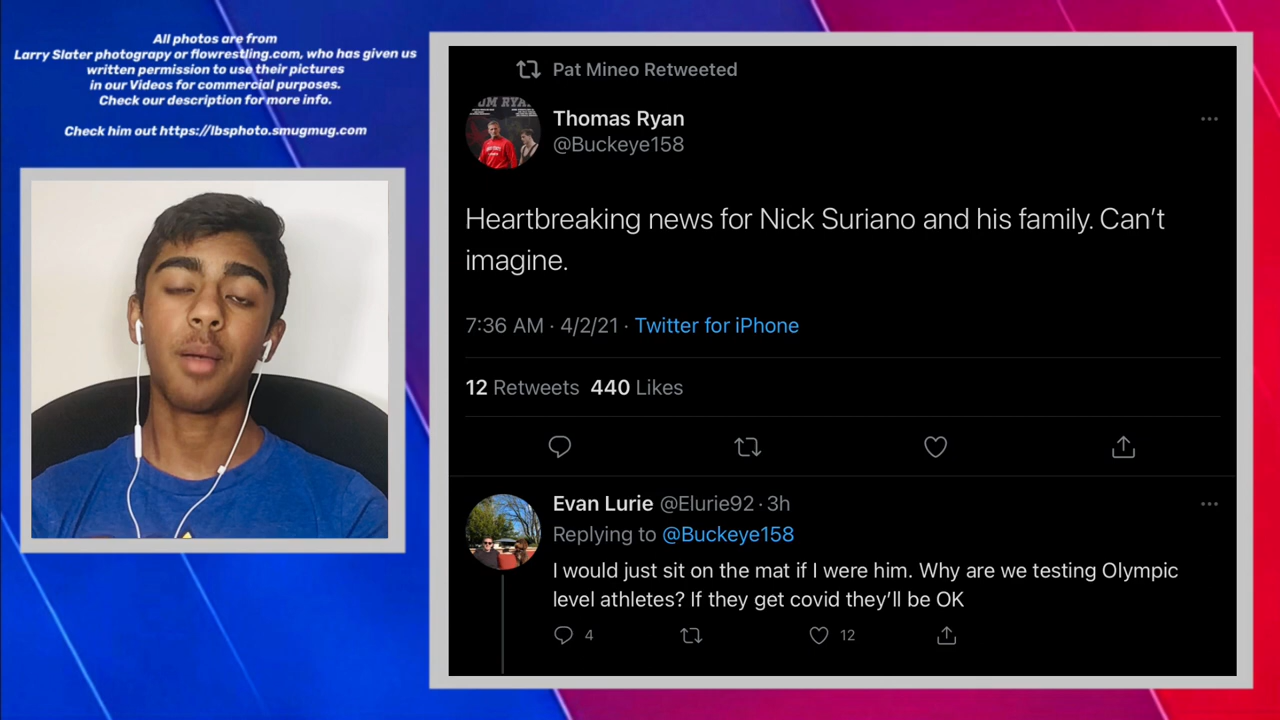 All photos are from
Larry Slater photograpy or flowrestling.com, who has given us
written permission to use their pictures
in our Videos for commercial purposes.
Check our description for more info.
Check him out https://lbsphoto.smugmug.com
Pat Mineo Retweeted
Thomas Ryan
@Buckeye158
Heartbreaking news for Nick Suriano and his family. Can’t
imagine.
7:36 AM · 4/2/21 · Twitter for iPhone
12 Retweets 440 Likes
Evan Lurie @Elurie92 · 3h
Replying to @Buckeye158
I would just sit on the mat if I were him. Why are we testing Olympic
level athletes? If they get covid they’ll be OK
4 12